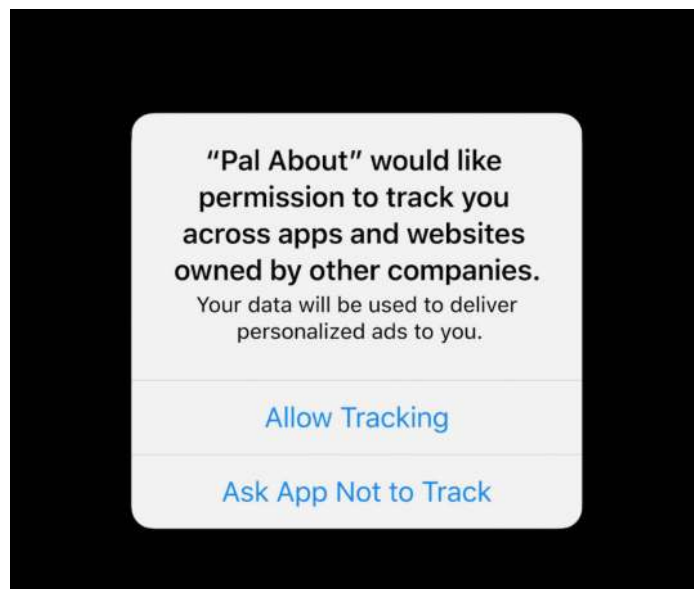 “Pal About” would like
permission to track you
across apps and websites
owned by other companies.
Your data will be used to deliver
personalized ads to you.
Allow Tracking
Ask App Not to Track